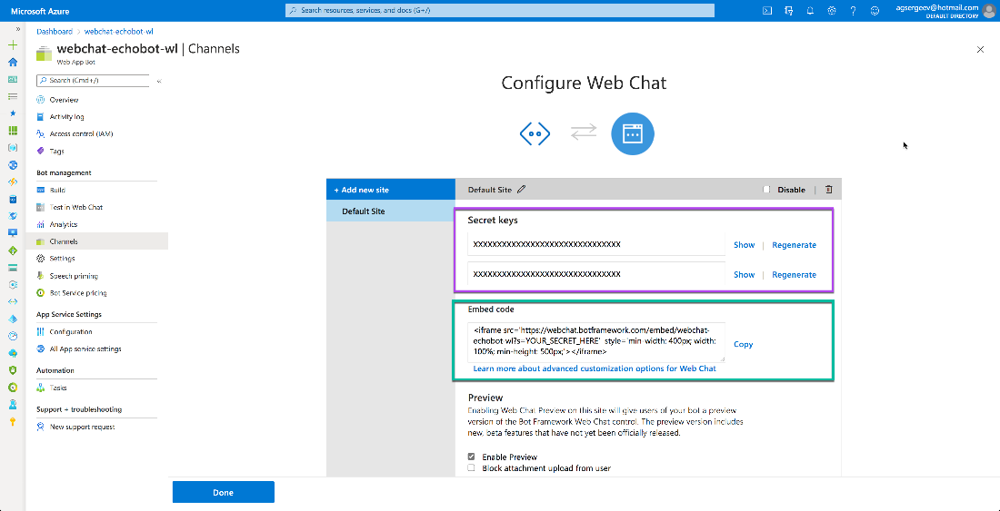 Microsoft Azure
Search resources, services, and docs (G+/)
agsergeev@hotmail.com
DEFAULT DIRECTORY
Dashboard > webchat-echobot-wl
webchat-echobot-wl | Channels
Web App Bot
Search (Cmd+/)
Overview
Activity log
Access control (IAM)
Tags
Bot management
Build
Test in Web Chat
Analytics
Channels
Settings
Speech priming
Bot Service pricing
App Service Settings
Configuration
All App service settings
Automation
Tasks
Support + troubleshooting
New support request
Configure Web Chat
+ Add new site
Default Site
Default Site
Disable
Secret keys
XXXXXXXXXXXXXXXXXXXXXXXXXXXXXXX
Show | Regenerate
XXXXXXXXXXXXXXXXXXXXXXXXXXXXXXX
Show | Regenerate
Embed code
<iframe src='https://webchat.botframework.com/embed/webchat-
echobot-wl?s=YOUR_SECRET_HERE' style='min-width: 400px; width:
100%; min-height: 500px;'></iframe>
Copy
Learn more about advanced customization options for Web Chat
Preview
Enabling Web Chat Preview on this site will give users of your bot a preview
version of the Bot Framework Web Chat control. The preview version includes
new, beta features that have not yet been officially released.
Enable Preview
Block attachment upload from user
Done